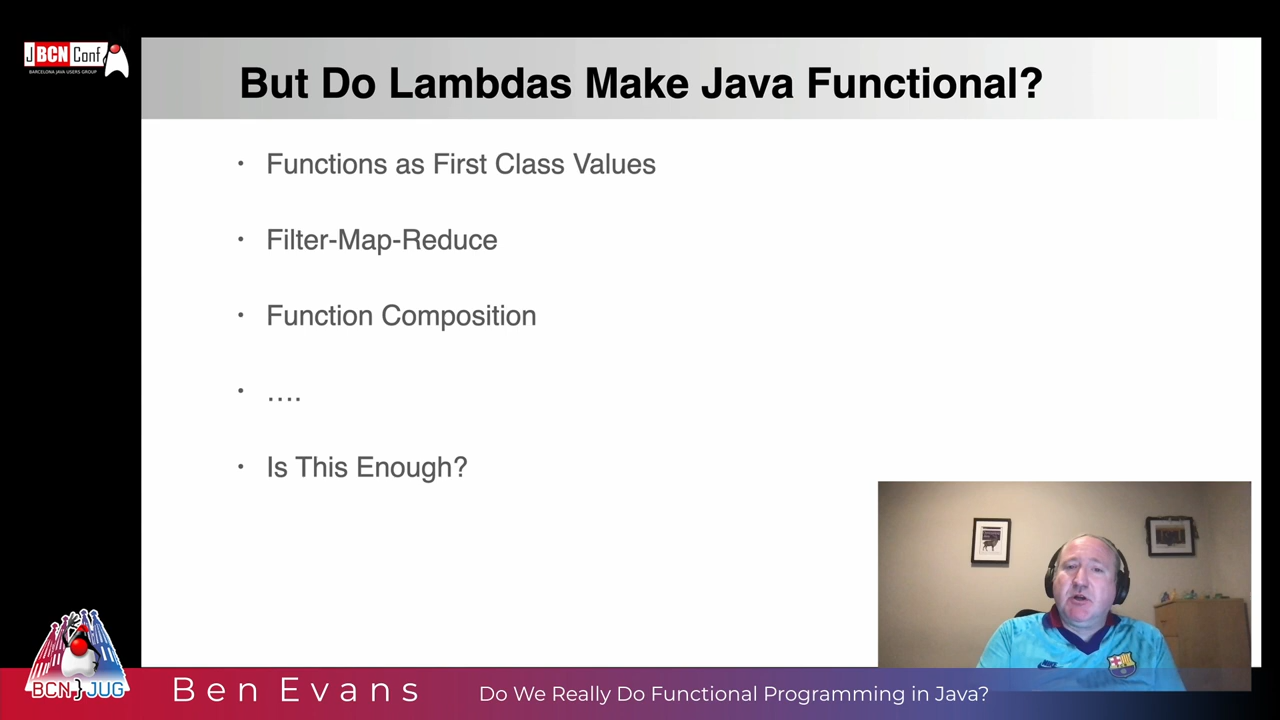 JBCNConf
BARCELONA JAVA USERS GROUP
But Do Lambdas Make Java Functional?
• Functions as First Class Values
• Filter-Map-Reduce
• Function Composition
• ....
• Is This Enough?
BCN JUG
Ben Evans
Do We Really Do Functional Programming in Java?